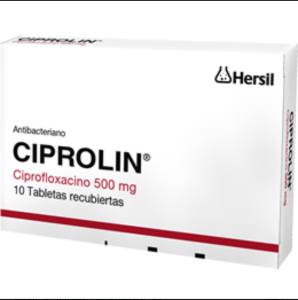 Hersil
Antibacteriano
CIPROLIN®
Ciprofloxacino 500 mg
10 Tabletas recubiertas